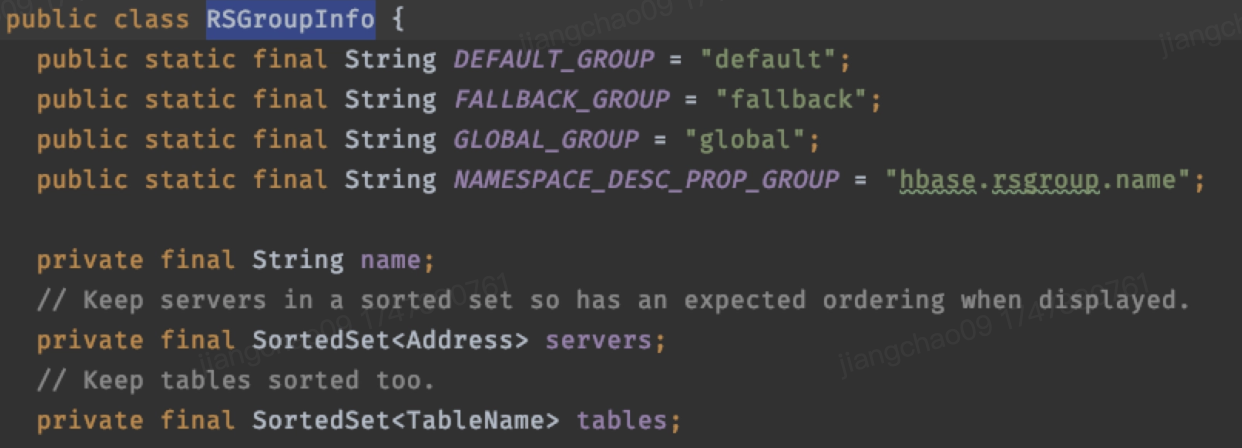 public class RSGroupInfo {
public static final String DEFAULT_GROUP = "default";
public static final String FALLBACK_GROUP = "fallback";
public static final String GLOBAL_GROUP = "global";
public static final String NAMESPACE_DESC_PROP_GROUP = "hbase.rsgroup.name";
private final String name;
// Keep servers in a sorted set so has an expected ordering when displayed.
private final SortedSet<Address> servers;
// Keep tables sorted too.
private final SortedSet<TableName> tables;